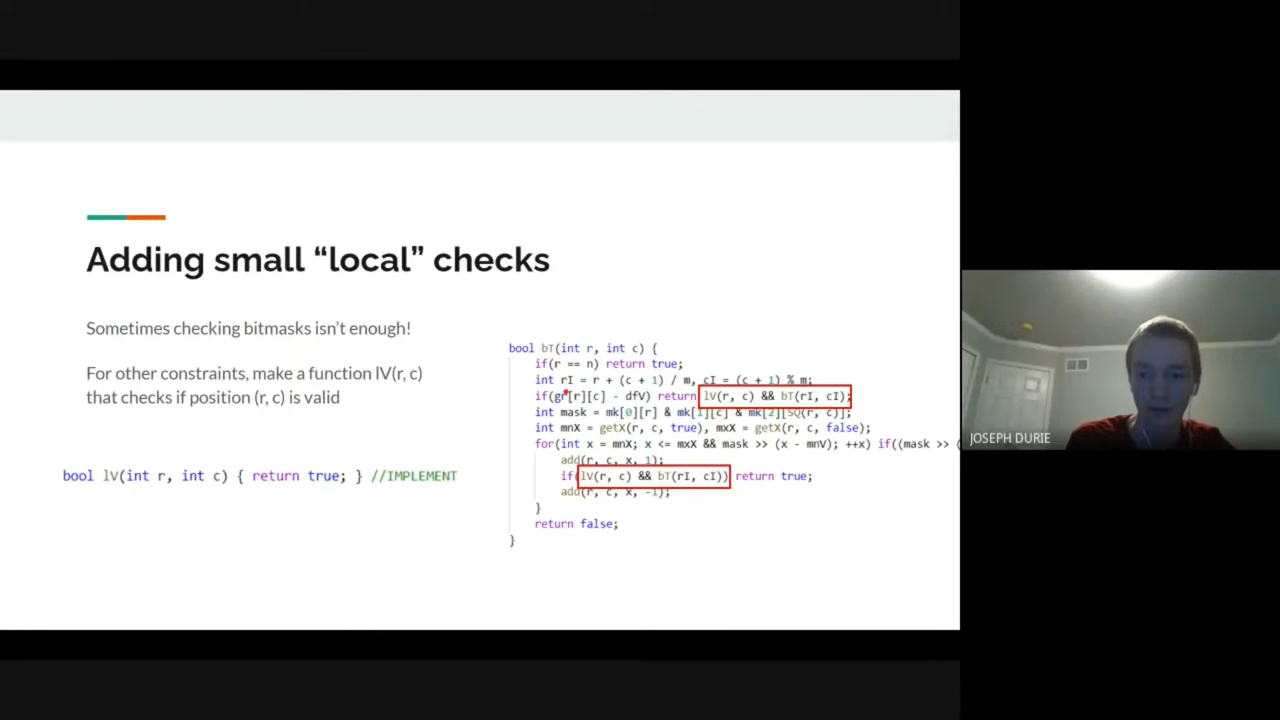 Adding small “local” checks
Sometimes checking bitmasks isn’t enough!
For other constraints, make a function lV(r, c)
that checks if position (r, c) is valid
bool lV(int r, int c) { return true; } //IMPLEMENT
bool bT(int r, int c) {
if(r == n) return true;
int rI = r + (c + 1) / m, cI = (c + 1) % m;
if(gr[r][c] - dfV) return lV(r, c) && bT(rI, cI);
int mask = mk[0][r] & mk[1][c] & mk[2][SQ(r, c)];
int mnX = getX(r, c, true), mxX = getX(r, c, false);
for(int x = mnX; x <= mxX && mask >> (x - mnV); ++x) if((mask >> (
add(r, c, x, 1);
if(lV(r, c) && bT(rI, cI)) return true;
add(r, c, x, -1);
}
return false;
}
JOSEPH DURIE